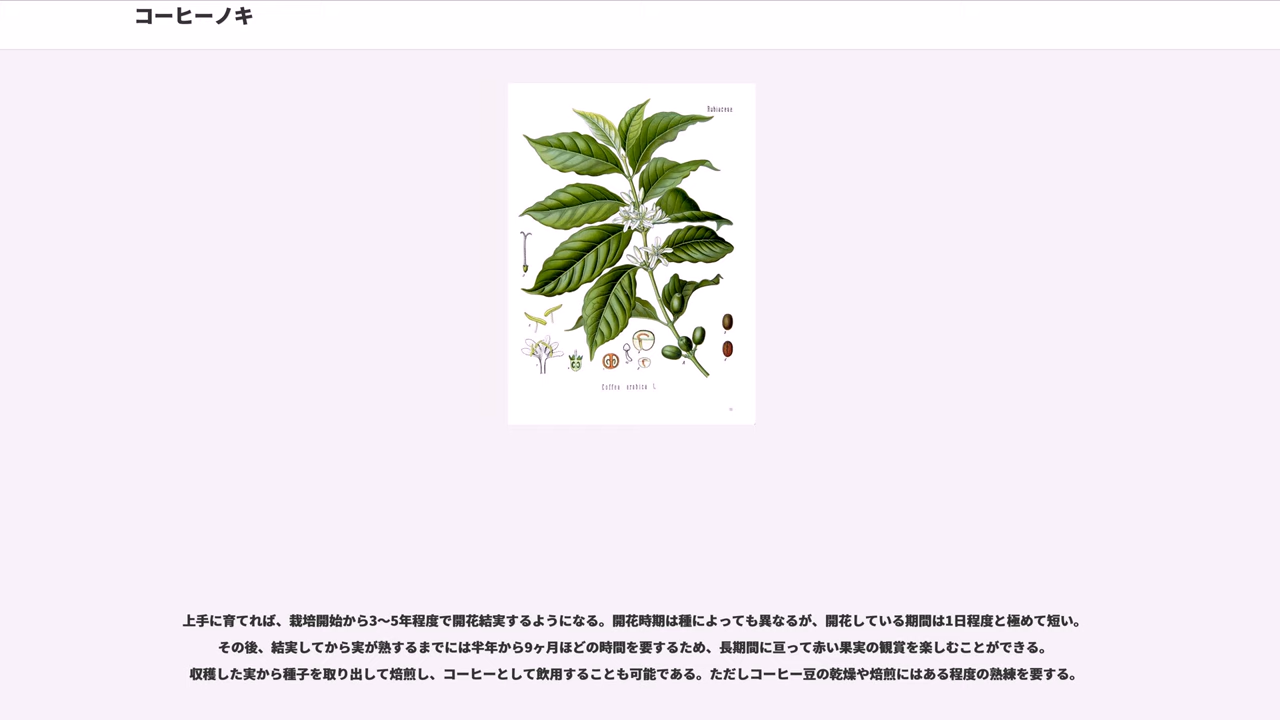 コーヒーノキ
Rubiaceae.
Coffea arabica L.
上手に育てれば、栽培開始から3〜5年程度で開花結実するようになる。開花時期は種によっても異なるが、開花している期間は1日程度と極めて短い。
その後、結実してから実が熟するまでには半年から9ヶ月ほどの時間を要するため、長期間に亘って赤い果実の観賞を楽しむことができる。
収穫した実から種子を取り出して焙煎し、コーヒーとして飲用することも可能である。ただしコーヒー豆の乾燥や焙煎にはある程度の熟練を要する。